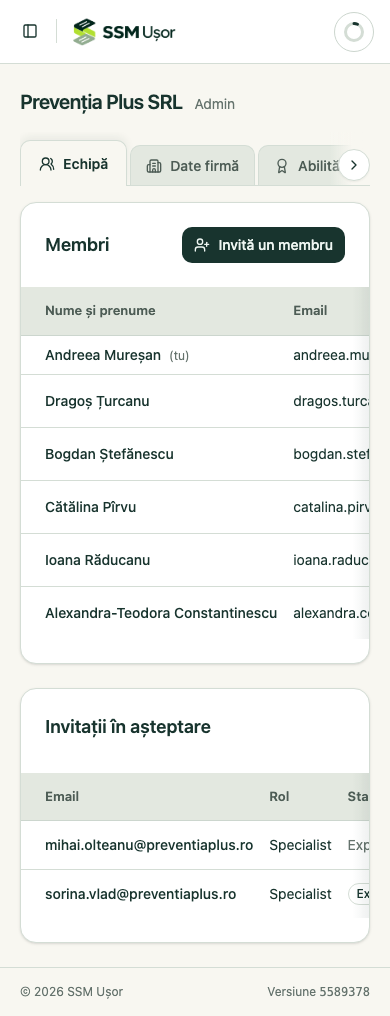 SSM Ușor
Prevenția Plus SRL Admin
Echipă Date firmă Abilită
Membri Invită un membru
Nume și prenume Email
Andreea Mureșan (tu) andreea.mu
Dragoș Țurcanu dragos.turca
Bogdan Ștefănescu bogdan.stef
Cătălina Pîrvu catalina.pirv
Ioana Răducanu ioana.raduc
Alexandra-Teodora Constantinescu alexandra.co
Invitații în așteptare
Email Rol Sta
mihai.olteanu@preventiaplus.ro Specialist Exp
sorina.vlad@preventiaplus.ro Specialist Ex
© 2026 SSM Ușor Versiune 5589378